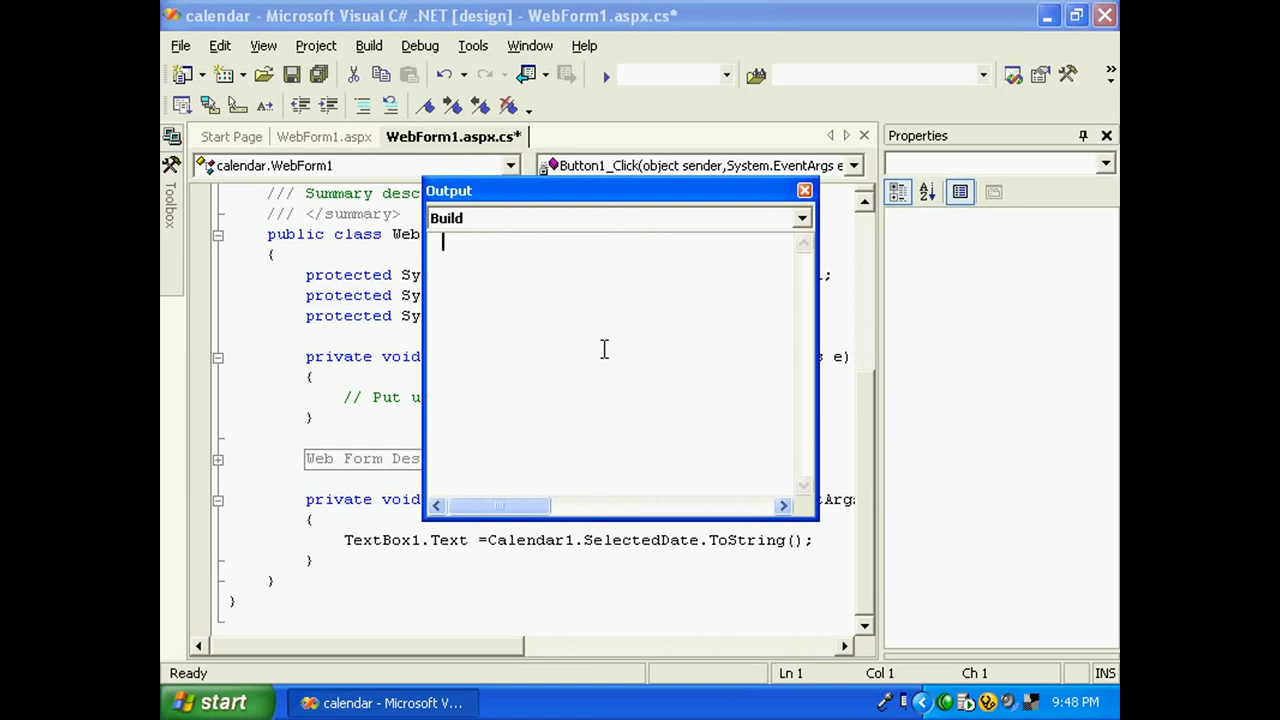 calendar - Microsoft Visual C# .NET [design] - WebForm1.aspx.cs*
File Edit View Project Build Debug Tools Window Help
Start Page WebForm1.aspx WebForm1.aspx.cs*
Properties
calendar.WebForm1
Button1_Click(object sender,System.EventArgs e
Toolbox
/// Summary desc
/// </summary>
public class Web
{
protected Sy
;
protected Sy
protected Sy
private void
s e)
{
// Put u
}
Web Form Des
private void
tArgs
{
TextBox1.Text =Calendar1.SelectedDate.ToString();
}
}
}
Output
Build
Ready Ln 1 Col 1 Ch 1 INS
start calendar - Microsoft V... 9:48 PM